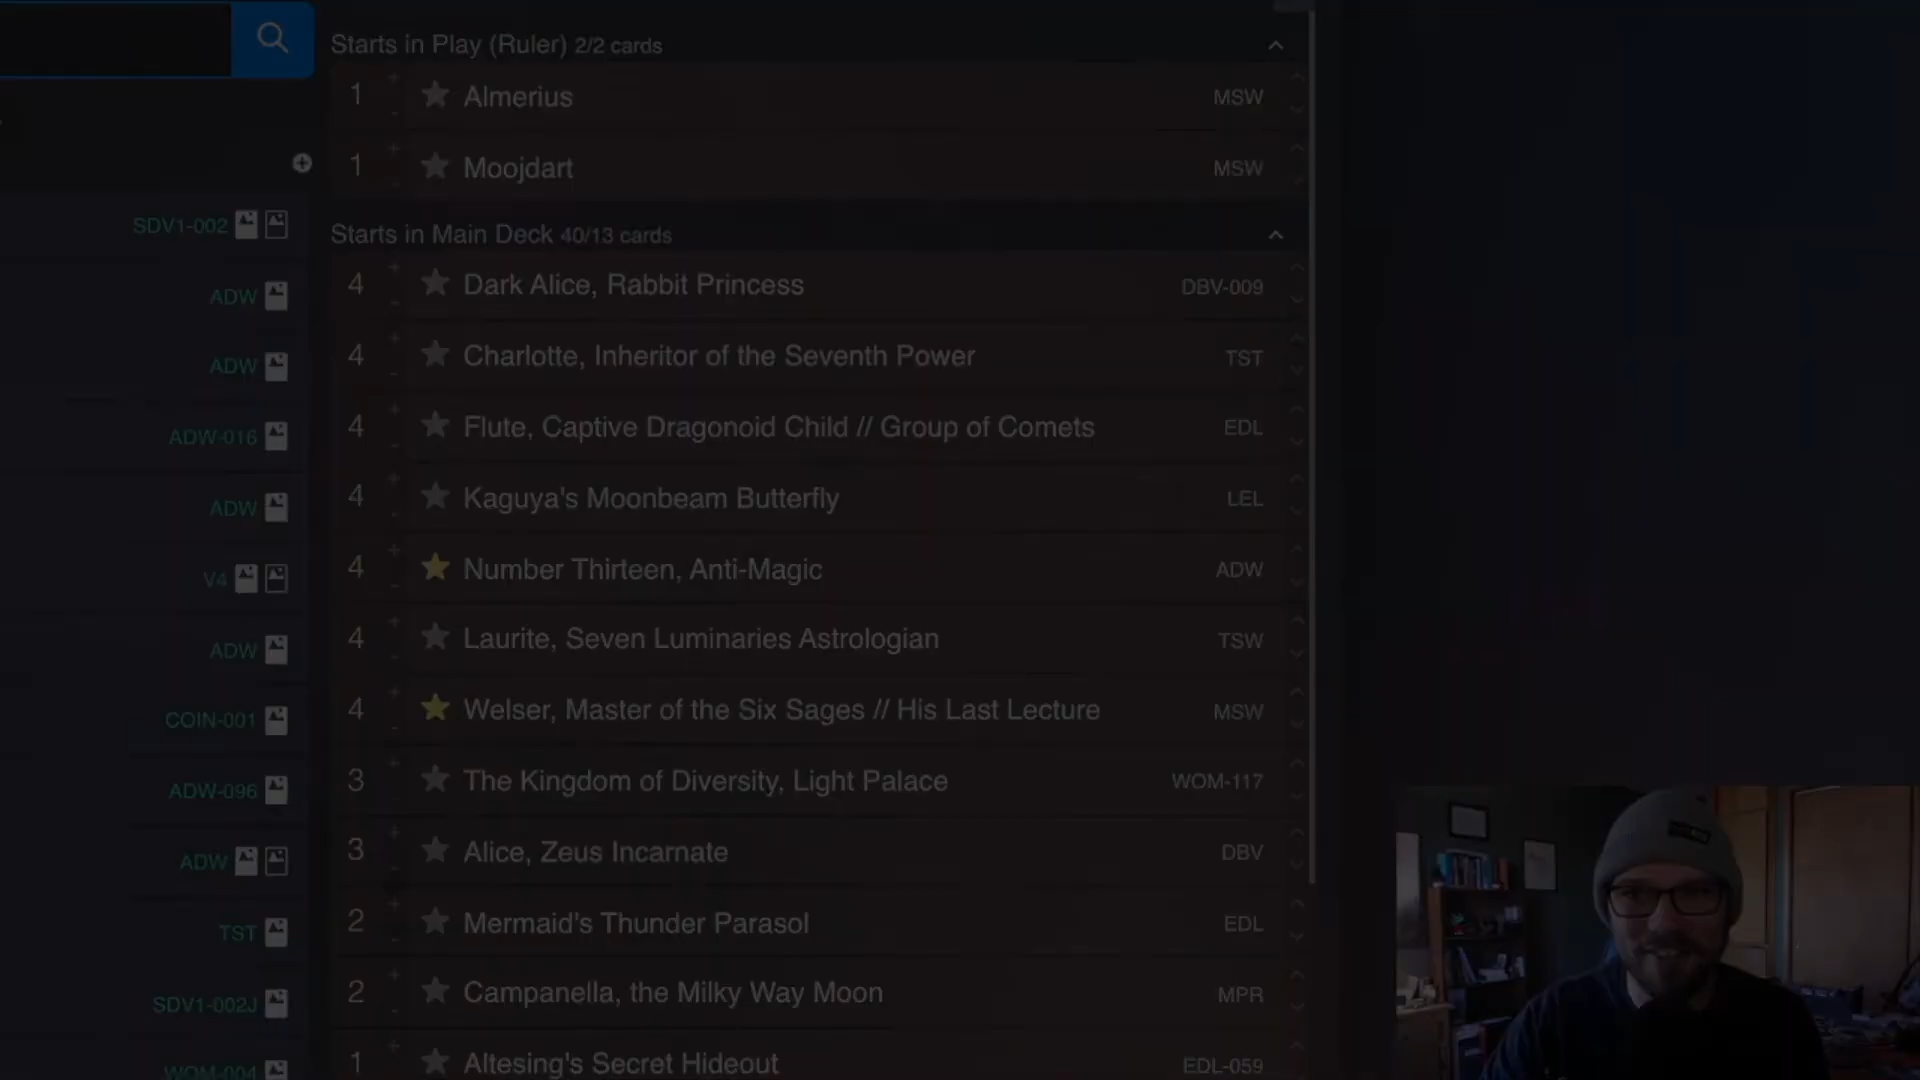 Starts in Play (Ruler) 2/2 cards
1 Almerius MSW
1 Moojdart MSW
Starts in Main Deck 40/13 cards
4 Dark Alice, Rabbit Princess DBV-009
4 Charlotte, Inheritor of the Seventh Power TST
4 Flute, Captive Dragonoid Child // Group of Comets EDL
4 Kaguya's Moonbeam Butterfly LEL
4 Number Thirteen, Anti-Magic ADW
4 Laurite, Seven Luminaries Astrologian TSW
4 Welser, Master of the Six Sages // His Last Lecture MSW
3 The Kingdom of Diversity, Light Palace WOM-117
3 Alice, Zeus Incarnate DBV
2 Mermaid's Thunder Parasol EDL
2 Campanella, the Milky Way Moon MPR
1 Altesing's Secret Hideout EDL-059
SDV1-002
ADW
ADW
ADW-016
ADW
V4
ADW
COIN-001
ADW-096
ADW
TST
SDV1-002J
WOM-004